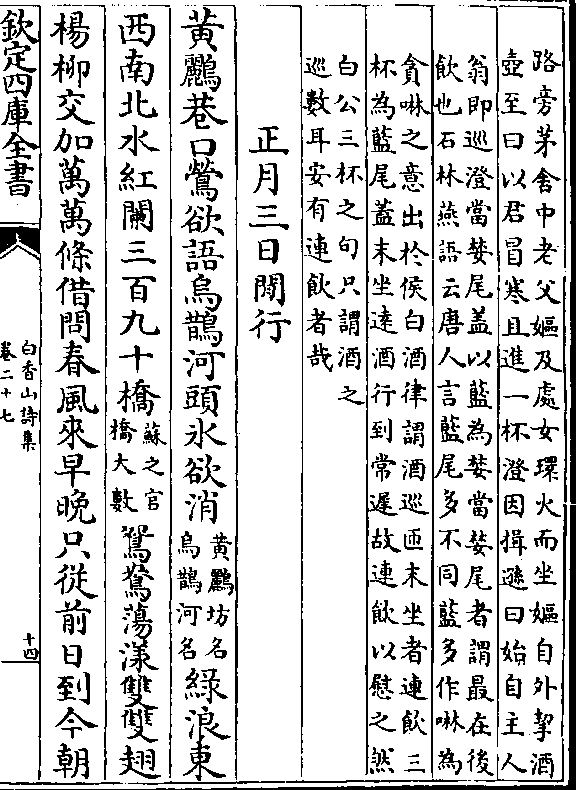 路旁茅舎中老父嫗及處女環火而坐嫗自外挈酒
壺至曰以君冒寒且進一杯澄因揖遜曰始自主人
翁即巡澄當婪尾盖以藍為婪當婪尾者謂最在後
飲也石林燕語云唐人言藍尾多不同藍多作啉為
貪啉之意出於侯白酒律謂酒巡匝末坐者連飲三
杯為藍尾盖末坐逺酒行到常遲故連飲以慰之然
白公三杯之句只謂酒之
巡數耳安有連飲者哉
正月三日閒行
黄鸝巷口鶯欲語烏鵲河頭氷欲消
黄鸝坊名
烏鵲河名
緑浪東
西南北水紅闌三百九十橋
蘇之官
橋大數
鴛鴦蕩漾雙雙翅
楊柳交加萬萬條借問春風來早晚只從前日到今朝
欽定四庫全書
白香山詩集
卷二十七
十四